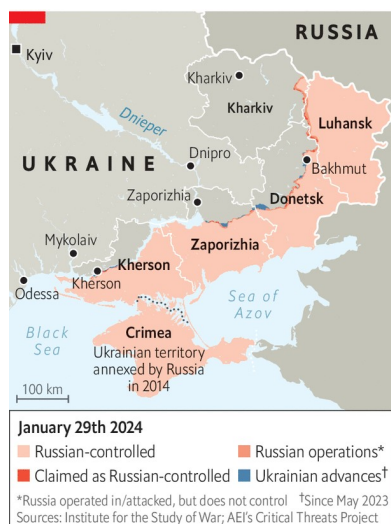 RUSSIA
Kyiv
Kharkiv
Kharkiv
Dnieper
Luhansk
UKRAINE
Dnipro
Bakhmut
Zaporizhia
Donetsk
Mykolaiv
Zaporizhia
Kherson
Kherson
Odessa
Sea of
Azov
Black
Sea
Crimea
Ukrainian territory
annexed by Russia
in 2014
100 km
January 29th 2024
Russian-controlled
Russian operations*
Claimed as Russian-controlled
Ukrainian advances†
*Russia operated in/attacked, but does not control †Since May 2023
Sources: Institute for the Study of War; AEI's Critical Threats Project